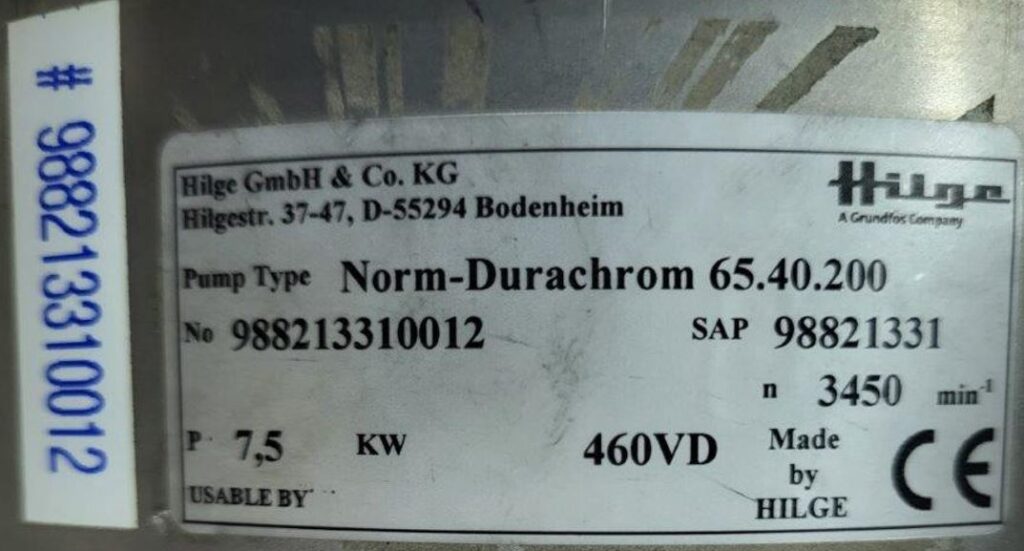 # 988213310012
Hilge GmbH & Co. KG
Hilgestr. 37-47, D-55294 Bodenheim
Hilge
A Grundfos Company
Pump Type Norm-Durachrom 65.40.200
No 988213310012 SAP 98821331
n 3450 min⁻¹
P 7,5 KW 460VD
Made
by
HILGE
CE
USABLE BY